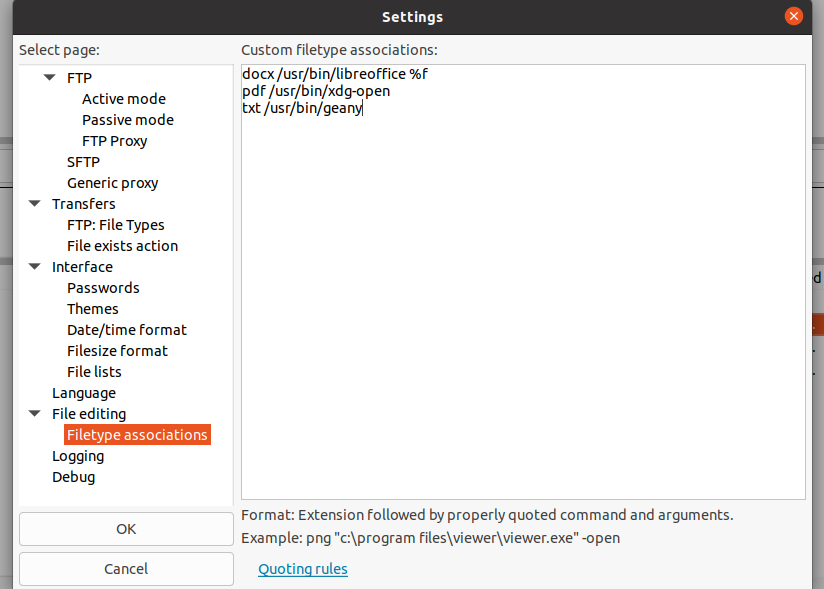 Settings
Select page:
FTP
Active mode
Passive mode
FTP Proxy
SFTP
Generic proxy
Transfers
FTP: File Types
File exists action
Interface
Passwords
Themes
Date/time format
Filesize format
File lists
Language
File editing
Filetype associations
Logging
Debug
OK
Cancel
Custom filetype associations:
docx /usr/bin/libreoffice %f
pdf /usr/bin/xdg-open
txt /usr/bin/geany
Format: Extension followed by properly quoted command and arguments.
Example: png "c:\program files\viewer\viewer.exe" -open
Quoting rules